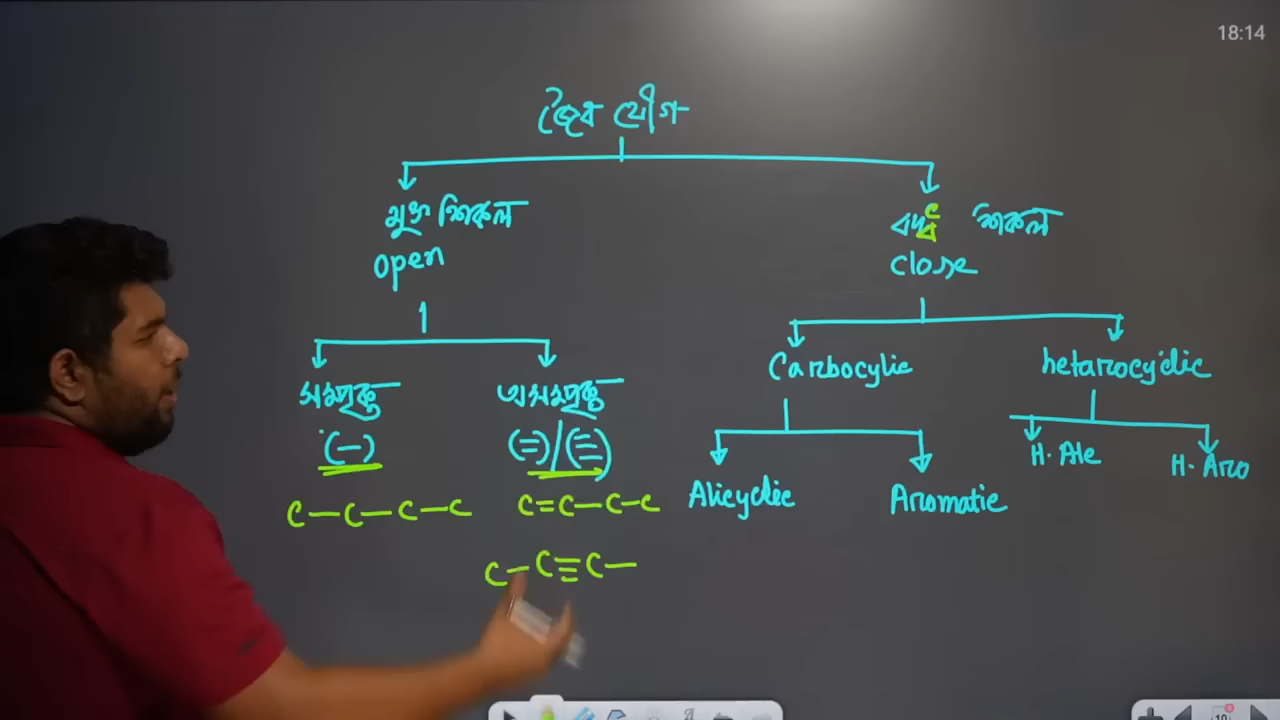 18:14
জৈব যৌগ
মুক্ত শিকল
Open
বদ্ধ শিকল
Close
সম্পৃক্ত
(-)
অসম্পৃক্ত
(=)/(≡)
Carbocylic
hetarocyclic
H. Ale
H. Aro
Alicyclic
Aromatic
C-C-C-C
C=C-C-C
C-C≡C-